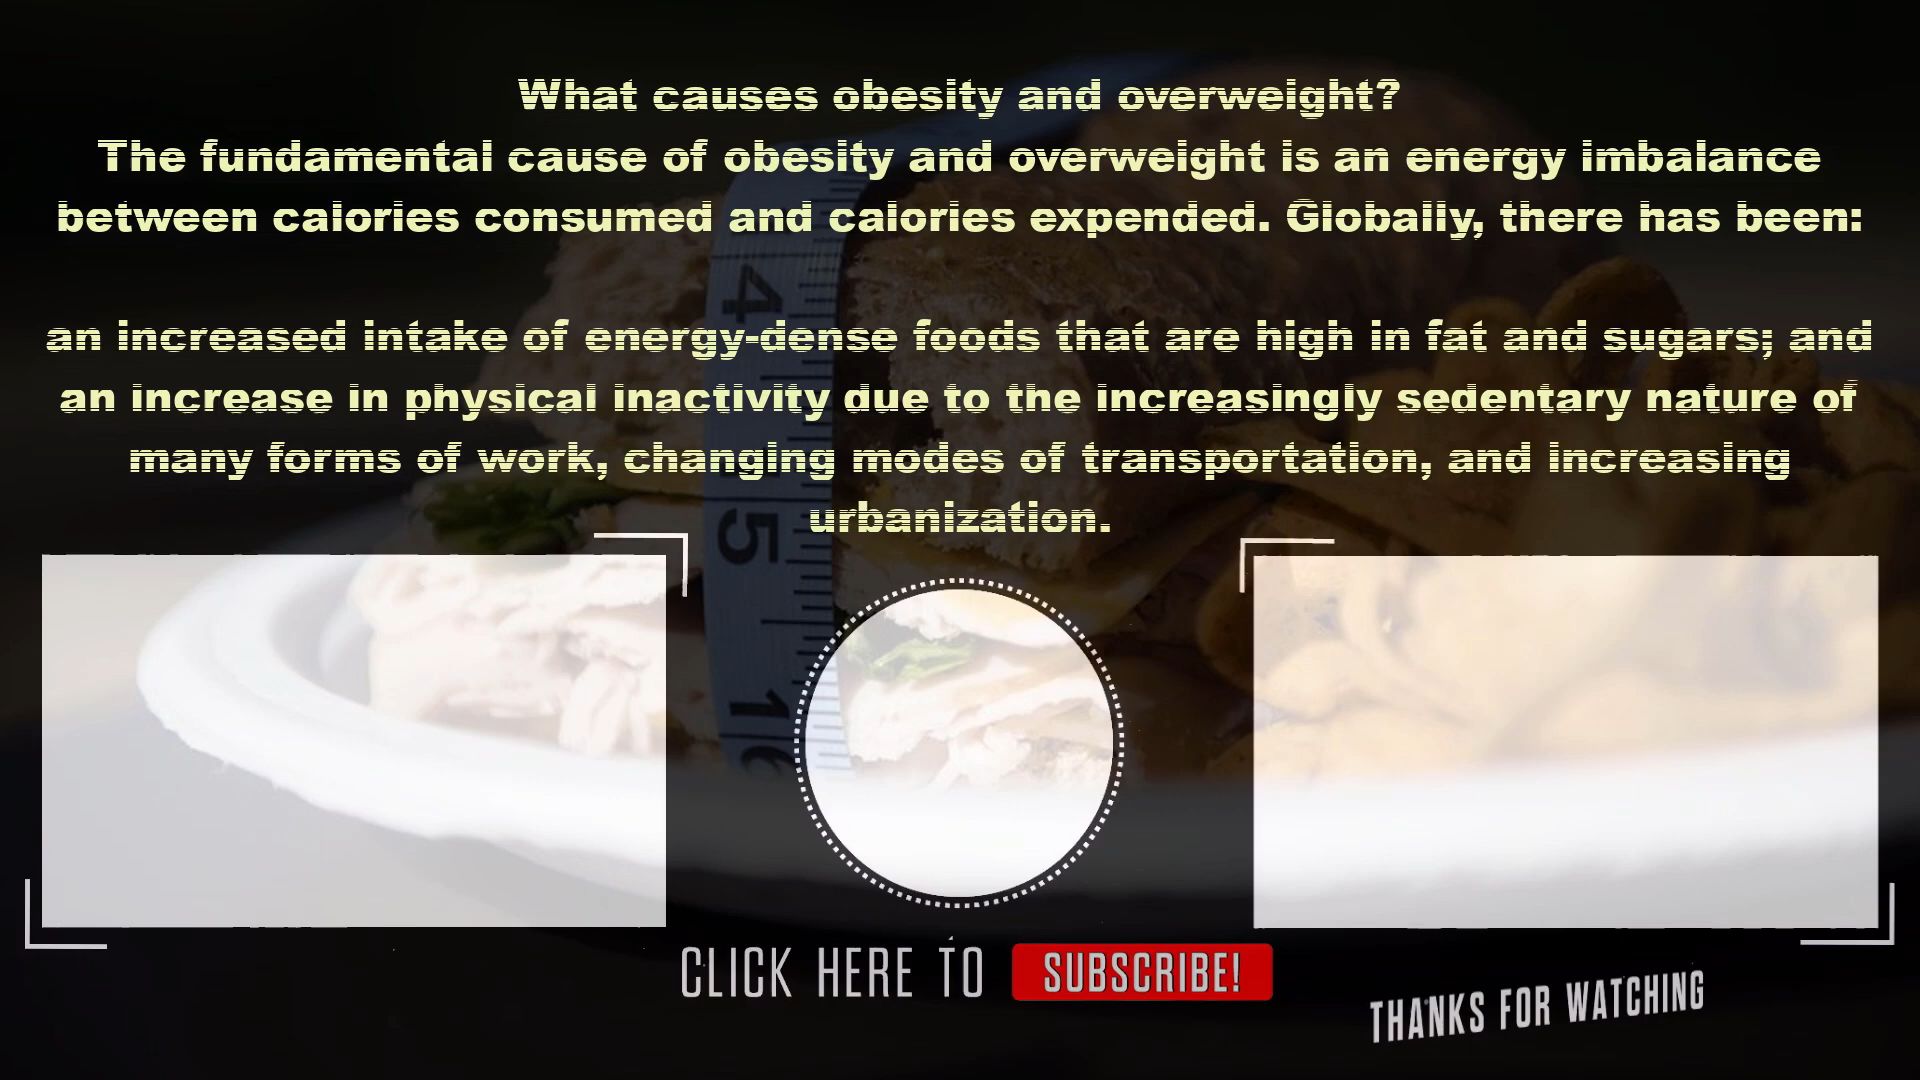 What causes obesity and overweight?
The fundamental cause of obesity and overweight is an energy imbalance
between calories consumed and calories expended. Globally, there has been:
an increased intake of energy-dense foods that are high in fat and sugars; and
an increase in physical inactivity due to the increasingly sedentary nature of
many forms of work, changing modes of transportation, and increasing
urbanization.
4
5
16
CLICK HERE TO SUBSCRIBE!
THANKS FOR WATCHING